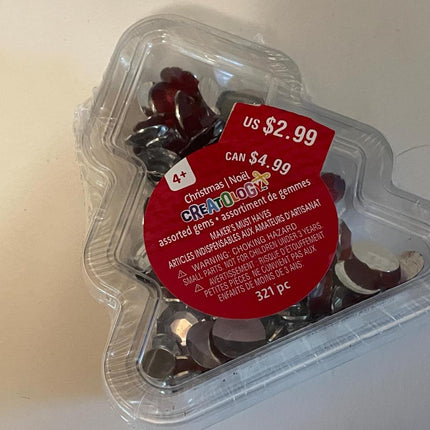 US $2.99
CAN $4.99
4+
Christmas | Noël
CREATOLOGY
assorted gems • assortiment de gemmes
MAKER'S MUST HAVES
ARTICLES INDISPENSABLES AUX AMATEURS D'ARTISANAT
WARNING: CHOKING HAZARD
SMALL PARTS. NOT FOR CHILDREN UNDER 3 YEARS.
AVERTISSEMENT : RISQUE D'ÉTOUFFEMENT
PETITES PIÈCES. NE CONVIENT PAS AUX
ENFANTS DE MOINS DE 3 ANS.
321 pc